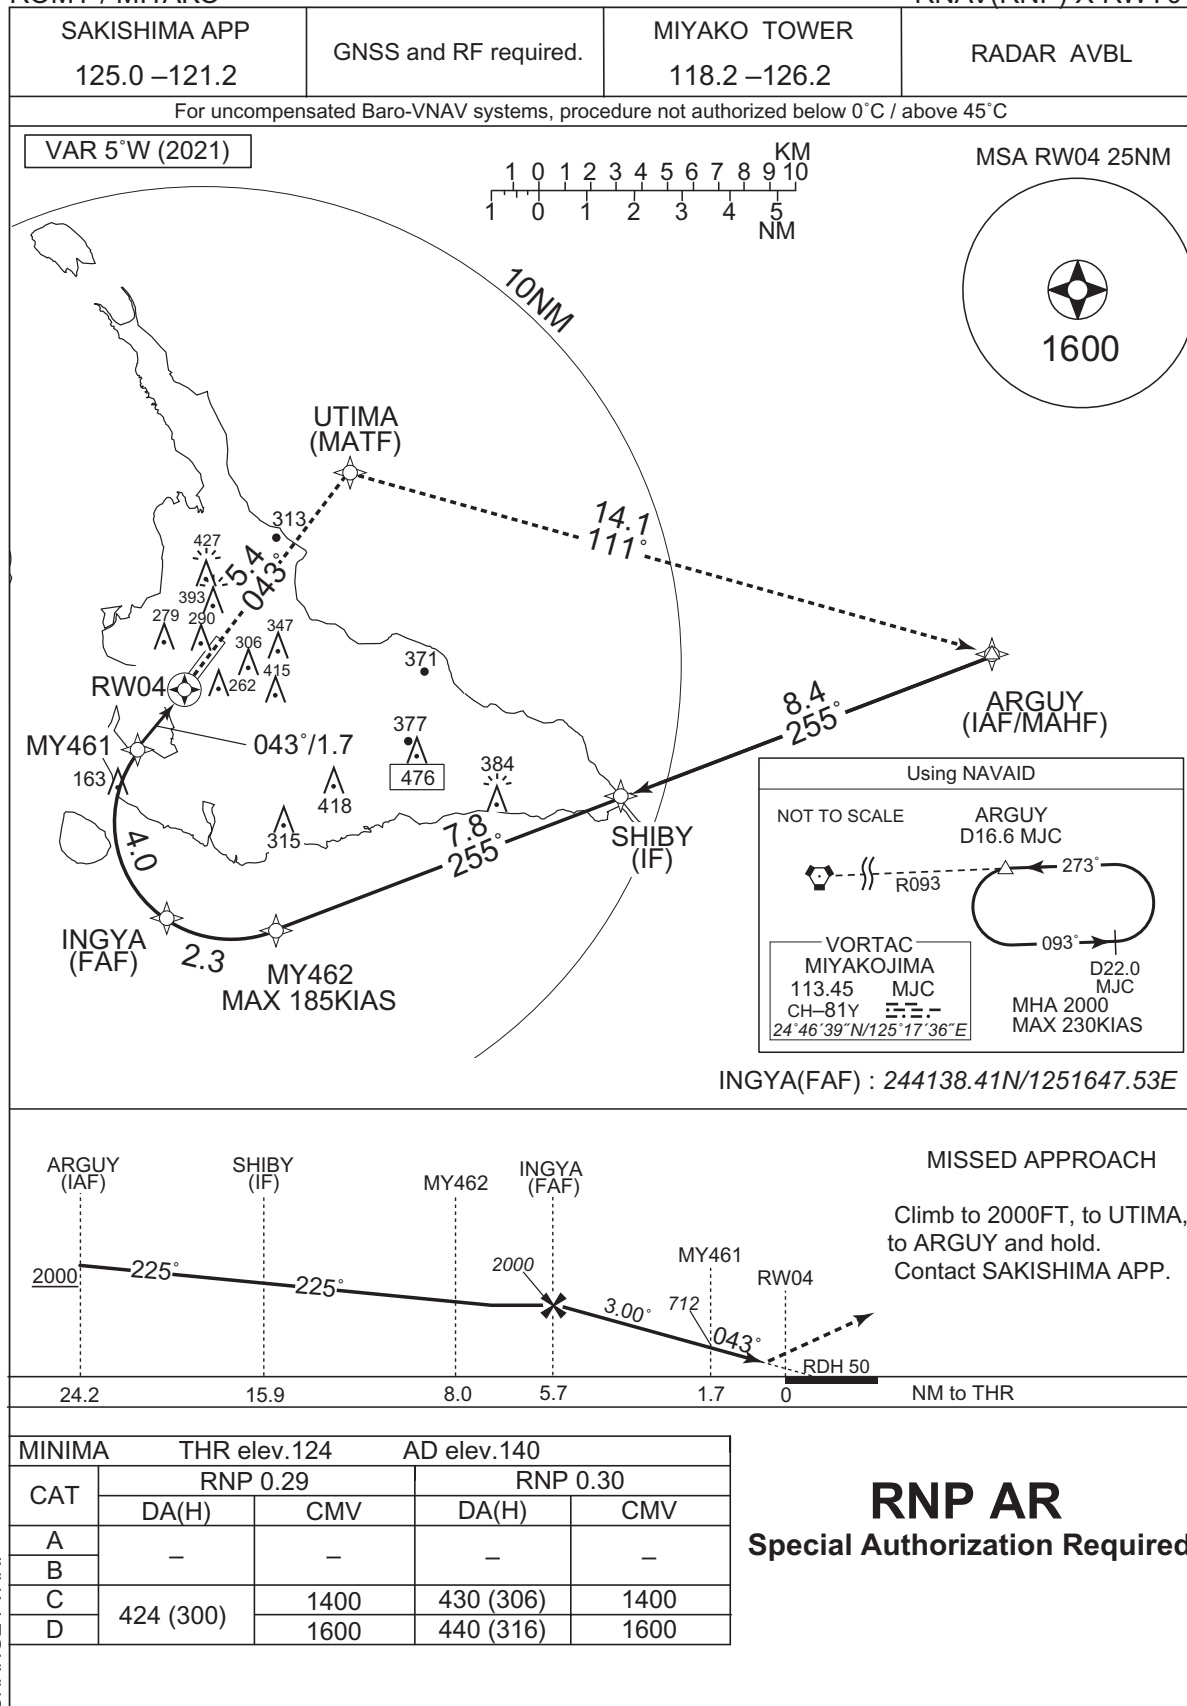 SAKISHIMA APP
125.0 –121.2
GNSS and RF required.
MIYAKO TOWER
118.2 –126.2
RADAR AVBL
For uncompensated Baro-VNAV systems, procedure not authorized below 0˚C / above 45˚C
VAR 5˚W (2021)
KM
1 0 1 2 3 4 5 6 7 8 9 10
1 0 1 2 3 4 5
NM
MSA RW04 25NM
1600
10NM
UTIMA
(MATF)
14.1
111˚
313
427
5.4
043˚
393
279
290
306
347
415
262
371
RW04
ARGUY
(IAF/MAHF)
8.4
255˚
MY461
043˚/1.7
163
377
476
384
418
315
7.8
255˚
SHIBY
(IF)
4.0
INGYA
(FAF)
2.3
MY462
MAX 185KIAS
Using NAVAID
NOT TO SCALE
ARGUY
D16.6 MJC
R093
273˚
093˚
D22.0
MJC
VORTAC
MIYAKOJIMA
113.45 MJC
CH–81Y
24˚46´39˝N/125˚17´36˝E
MHA 2000
MAX 230KIAS
INGYA(FAF) : 244138.41N/1251647.53E
ARGUY
(IAF)
SHIBY
(IF)
MY462
INGYA
(FAF)
MY461
RW04
2000
225˚
225˚
2000
3.00˚
712
043˚
RDH 50
24.2 15.9 8.0 5.7 1.7 0 NM to THR
MISSED APPROACH
Climb to 2000FT, to UTIMA,
to ARGUY and hold.
Contact SAKISHIMA APP.
MINIMA THR elev.124 AD elev.140
CAT RNP 0.29 RNP 0.30
DA(H) CMV DA(H) CMV
A
B
– – – –
C 424 (300) 1400 430 (306) 1400
D 1600 440 (316) 1600
RNP AR
Special Authorization Required